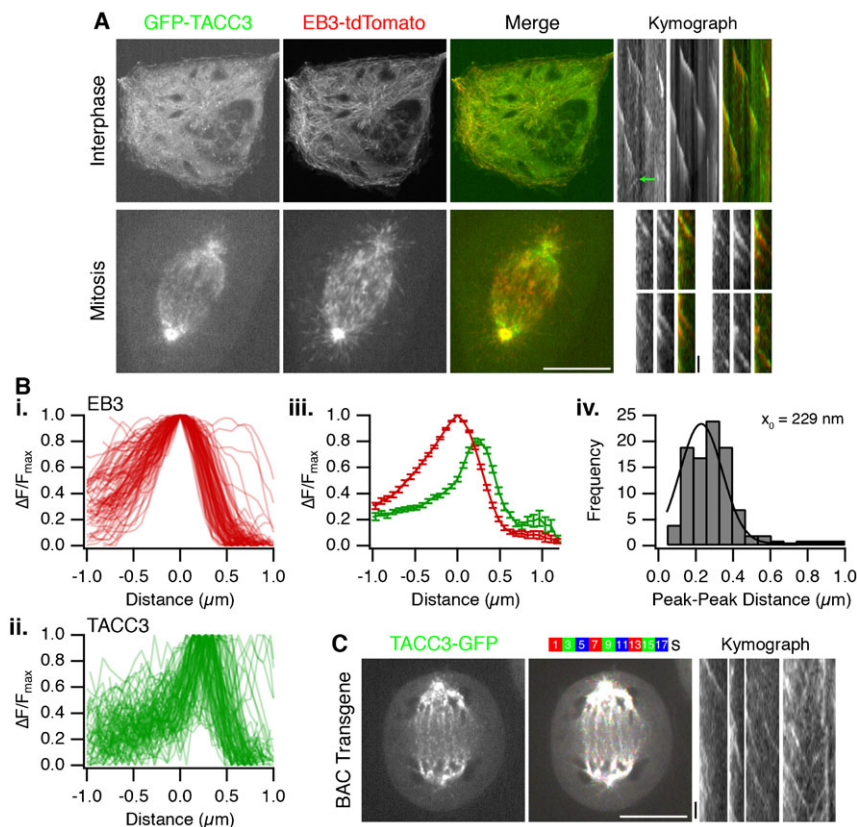 A
GFP-TACC3 EB3-tdTomato Merge Kymograph
Interphase
Mitosis
B
i. EB3
1.0
0.8
0.6
0.4
0.2
0.0
ΔF/Fmax
-1.0 -0.5 0.0 0.5 1.0
Distance (µm)
iii.
1.0
0.8
0.6
0.4
0.2
0.0
ΔF/Fmax
-1.0 -0.5 0.0 0.5 1.0
Distance (µm)
iv.
x0 = 229 nm
25
20
15
10
5
0
Frequency
0.0 0.2 0.4 0.6 0.8 1.0
Peak-Peak Distance (µm)
ii. TACC3
1.0
0.8
0.6
0.4
0.2
0.0
ΔF/Fmax
-1.0 -0.5 0.0 0.5 1.0
Distance (µm)
C
TACC3-GFP 1 3 5 7 9 11 13 15 17 s Kymograph
BAC Transgene